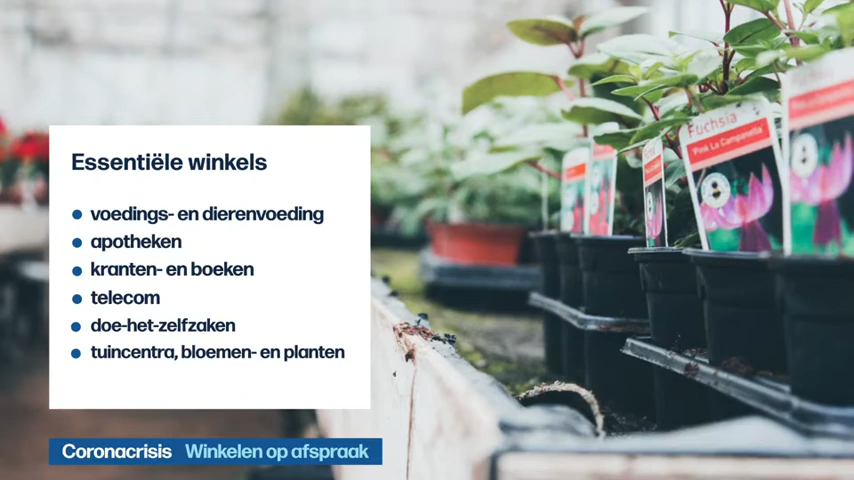 Essentiële winkels
voedings- en dierenvoeding
apotheken
kranten- en boeken
telecom
doe-het-zelfzaken
tuincentra, bloemen- en planten
Coronacrisis Winkelen op afspraak
Fuchsia
'Pink La Campanella'